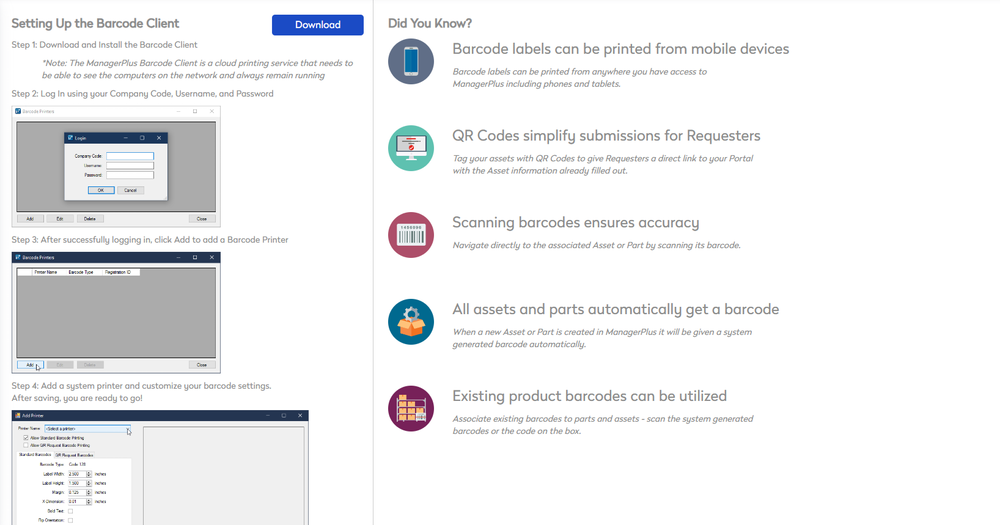 Setting Up the Barcode Client
Download
Step 1: Download and Install the Barcode Client
*Note: The ManagerPlus Barcode Client is a cloud printing service that needs to
be able to see the computers on the network and always remain running
Step 2: Log In using your Company Code, Username, and Password
Barcode Printers
Login
Company Code:
Username:
Password:
OK
Cancel
Add
Edit
Delete
Close
Step 3: After successfully logging in, click Add to add a Barcode Printer
Barcode Printers
Printer Name
Barcode Type
Registration ID
Add
Edit
Delete
Close
Step 4: Add a system printer and customize your barcode settings.
After saving, you are ready to go!
Add Printer
Printer Name:
<Select a printer>
Allow Standard Barcode Printing
Allow QR Request Barcode Printing
Standard Barcodes
QR Request Barcodes
Barcode Type: Code 128
Label Width: 2.500 inches
Label Height: 1.500 inches
Margin: 0.125 inches
X Dimension: 0.01 inches
Bold Text:
Flip Orientation:
Did You Know?
Barcode labels can be printed from mobile devices
Barcode labels can be printed from anywhere you have access to
ManagerPlus including phones and tablets.
QR Codes simplify submissions for Requesters
Tag your assets with QR Codes to give Requesters a direct link to your Portal
with the Asset information already filled out.
Scanning barcodes ensures accuracy
Navigate directly to the associated Asset or Part by scanning its barcode.
All assets and parts automatically get a barcode
When a new Asset or Part is created in ManagerPlus it will be given a system
generated barcode automatically.
Existing product barcodes can be utilized
Associate existing barcodes to parts and assets - scan the system generated
barcodes or the code on the box.